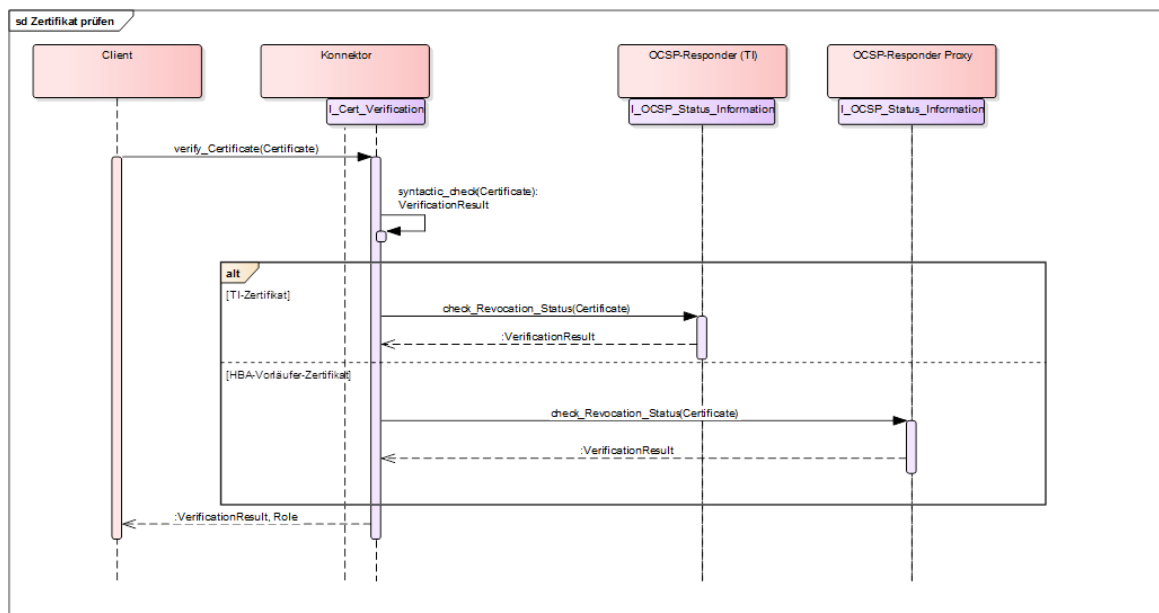 sd Zertifikat prüfen
Client
Konnektor
OCSP-Responder (TI)
OCSP-Responder Proxy
I_Cert_Verification
I_OCSP_Status_Information
I_OCSP_Status_Information
verify_Certificate(Certificate)
syntactic_check(Certificate):
VerificationResult
alt
[TI-Zertifikat]
check_Revocation_Status(Certificate)
:VerificationResult
[HBA-Vorläufer-Zertifikat]
check_Revocation_Status(Certificate)
:VerificationResult
:VerificationResult, Role